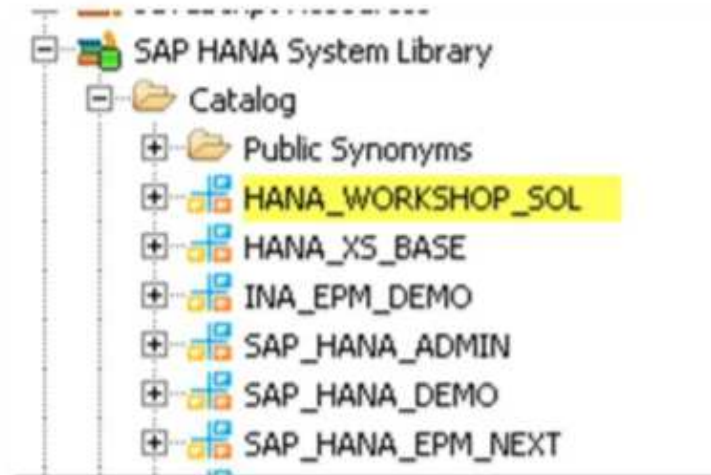 SAP HANA System Library
Catalog
Public Synonyms
HANA_WORKSHOP_SOL
HANA_XS_BASE
INA_EPM_DEMO
SAP_HANA_ADMIN
SAP_HANA_DEMO
SAP_HANA_EPM_NEXT